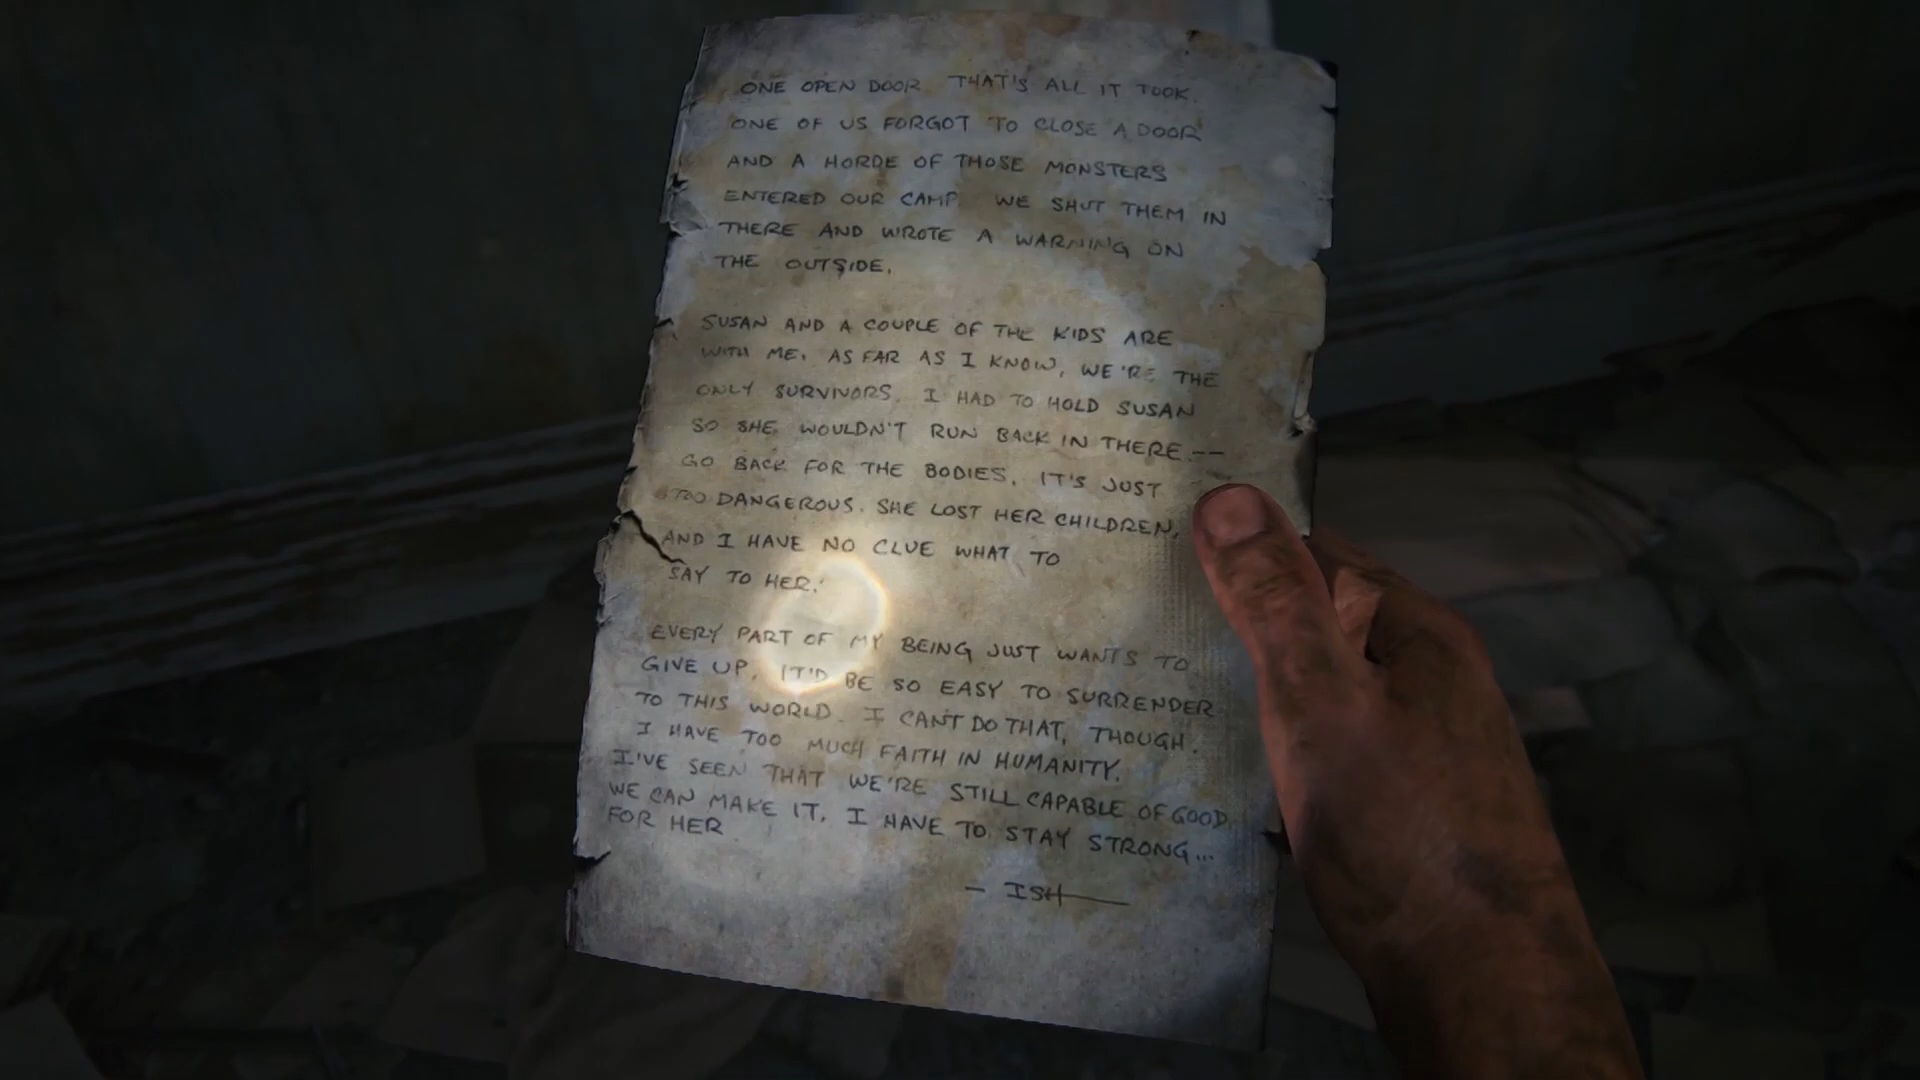 ONE OPEN DOOR THAT'S ALL IT TOOK.
ONE OF US FORGOT TO CLOSE A DOOR
AND A HORDE OF THOSE MONSTERS
ENTERED OUR CAMP. WE SHUT THEM IN
THERE AND WROTE A WARNING ON
THE OUTSIDE.
SUSAN AND A COUPLE OF THE KIDS ARE
WITH ME. AS FAR AS I KNOW, WE'RE THE
ONLY SURVIVORS. I HAD TO HOLD SUSAN
SO SHE WOULDN'T RUN BACK IN THERE --
GO BACK FOR THE BODIES. IT'S JUST
TOO DANGEROUS. SHE LOST HER CHILDREN,
AND I HAVE NO CLUE WHAT TO
SAY TO HER.
EVERY PART OF MY BEING JUST WANTS TO
GIVE UP. IT'D BE SO EASY TO SURRENDER
TO THIS WORLD. I CAN'T DO THAT, THOUGH.
I HAVE TOO MUCH FAITH IN HUMANITY.
I'VE SEEN THAT WE'RE STILL CAPABLE OF GOOD.
WE CAN MAKE IT. I HAVE TO STAY STRONG...
FOR HER
- ISH